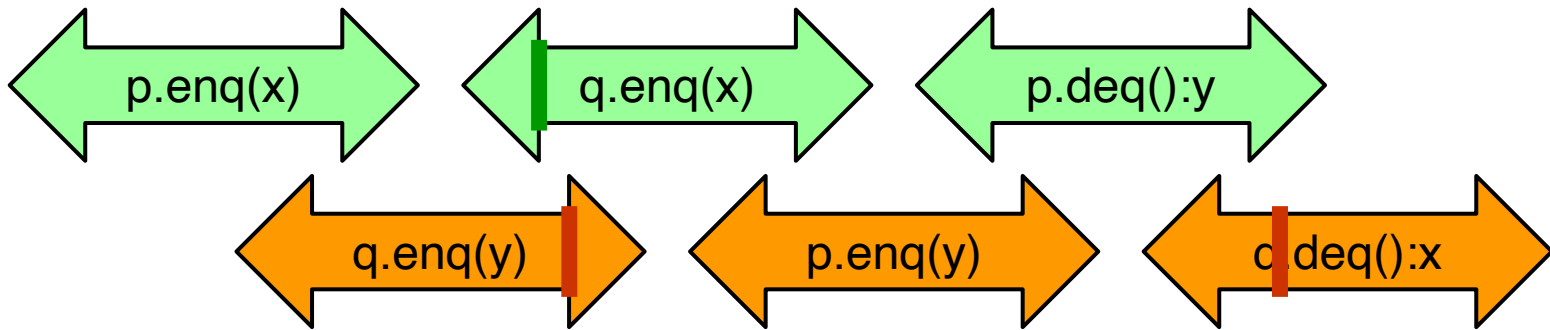 p.enq(x) q.enq(x) p.deq():y
q.enq(y) p.enq(y) q.deq():x